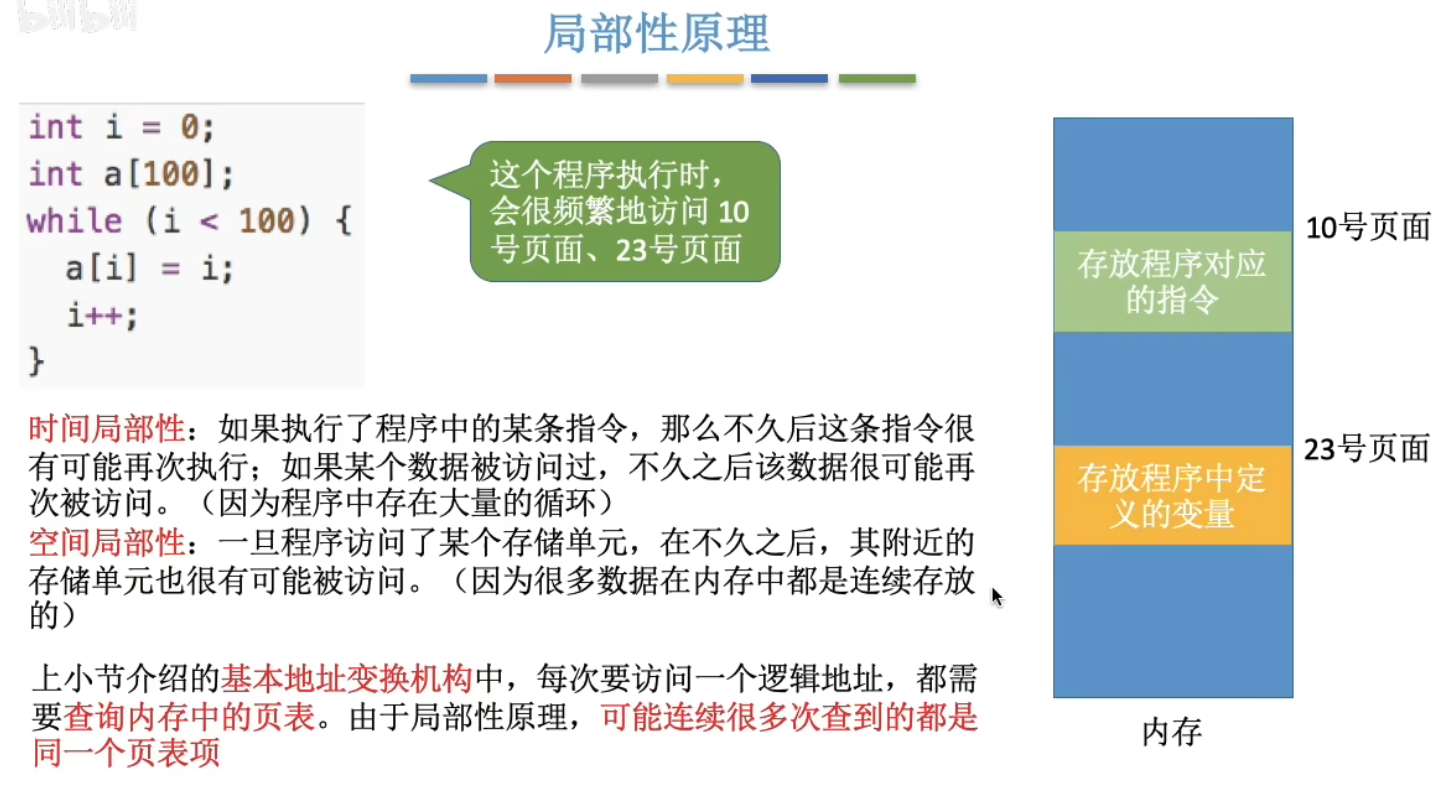 bilibili
局部性原理
int i = 0;
int a[100];
while (i < 100) {
a[i] = i;
i++;
}
这个程序执行时，
会很频繁地访问 10
号页面、23号页面
时间局部性：如果执行了程序中的某条指令，那么不久后这条指令很
有可能再次执行；如果某个数据被访问过，不久之后该数据很可能再
次被访问。（因为程序中存在大量的循环）
空间局部性：一旦程序访问了某个存储单元，在不久之后，其附近的
存储单元也很有可能被访问。（因为很多数据在内存中都是连续存放
的）
上小节介绍的基本地址变换机构中，每次要访问一个逻辑地址，都需
要查询内存中的页表。由于局部性原理，可能连续很多次查到的都是
同一个页表项
10号页面
存放程序对应
的指令
23号页面
存放程序中定
义的变量
内存